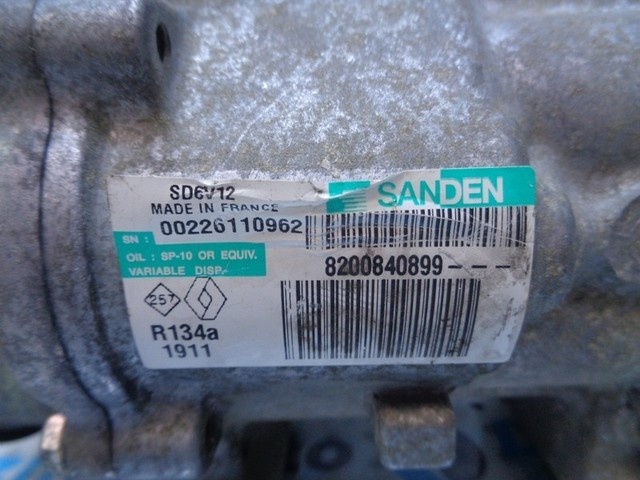 SD6V12
MADE IN FRANCE
SANDEN
SN : 00226110962
OIL : SP-10 OR EQUIV.
VARIABLE DISP.
8200840899---
257
R134a
1911